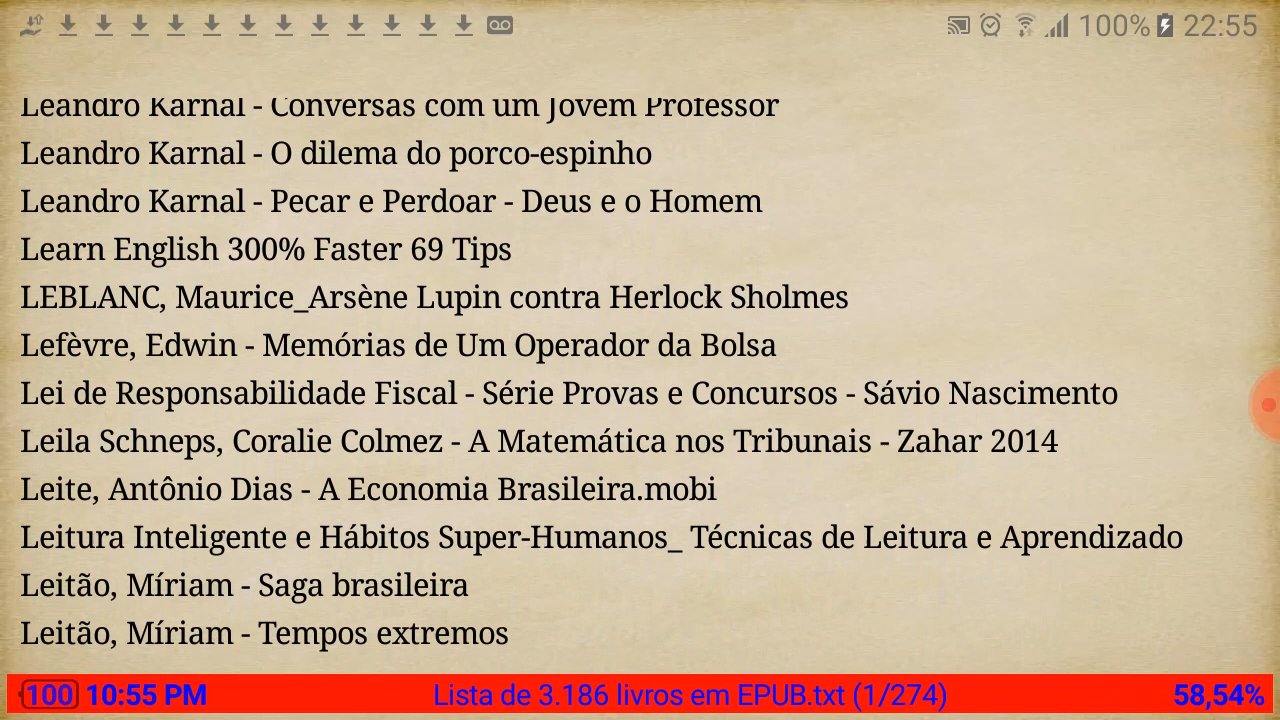 100% 22:55
Leandro Karnal - Conversas com um Jovem Professor
Leandro Karnal - O dilema do porco-espinho
Leandro Karnal - Pecar e Perdoar - Deus e o Homem
Learn English 300% Faster 69 Tips
LEBLANC, Maurice_Arsène Lupin contra Herlock Sholmes
Lefèvre, Edwin - Memórias de Um Operador da Bolsa
Lei de Responsabilidade Fiscal - Série Provas e Concursos - Sávio Nascimento
Leila Schneps, Coralie Colmez - A Matemática nos Tribunais - Zahar 2014
Leite, Antônio Dias - A Economia Brasileira.mobi
Leitura Inteligente e Hábitos Super-Humanos_ Técnicas de Leitura e Aprendizado
Leitão, Míriam - Saga brasileira
Leitão, Míriam - Tempos extremos
100 10:55 PM Lista de 3.186 livros em EPUB.txt (1/274) 58,54%